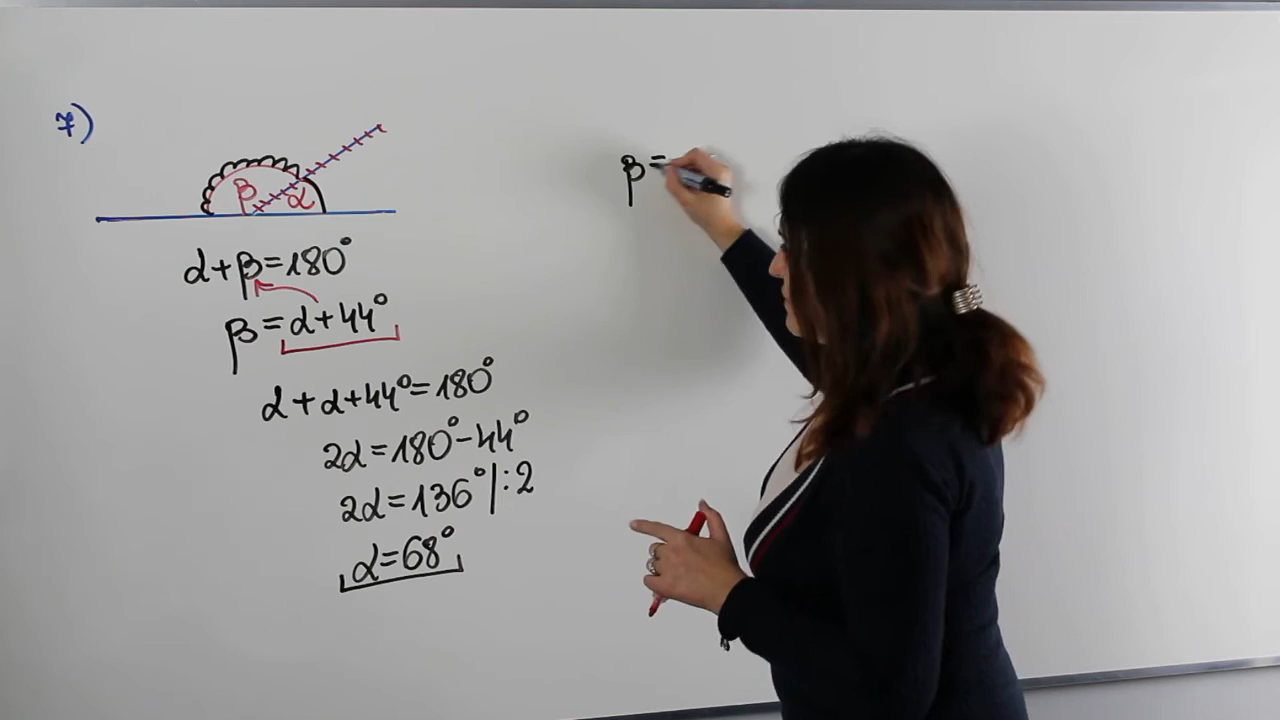 7)
β α
α+β=180°
β=α+44°
α+α+44°=180°
2α=180°-44°
2α=136° /:2
α=68°
β=